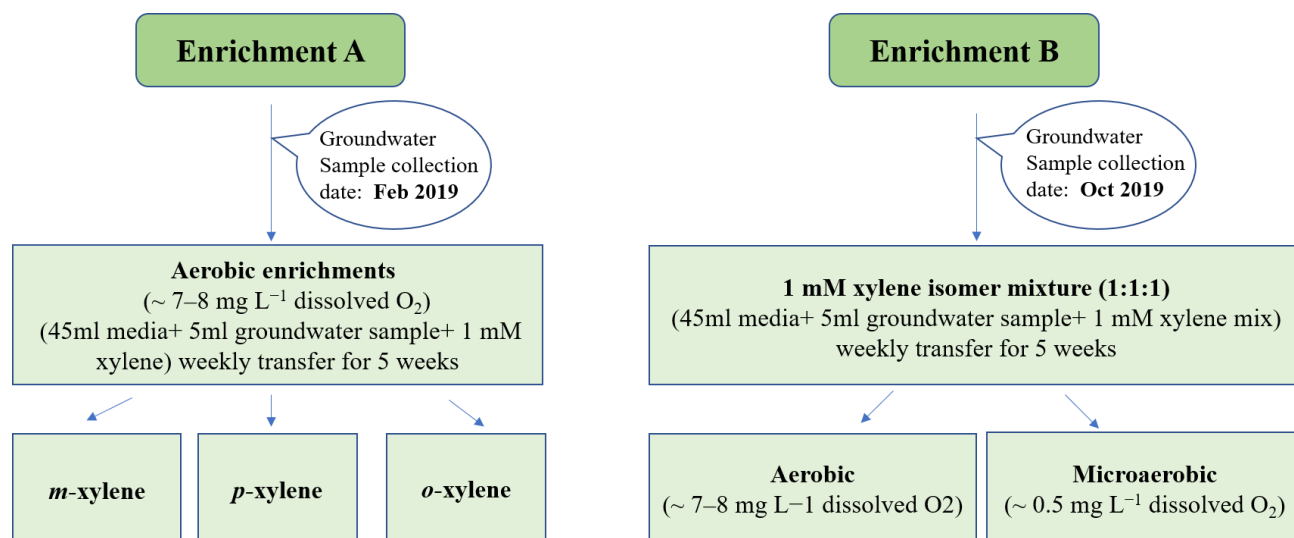 Enrichment A
Groundwater
Sample collection
date: Feb 2019
Aerobic enrichments
(~ 7–8 mg L⁻¹ dissolved O₂)
(45ml media+ 5ml groundwater sample+ 1 mM
xylene) weekly transfer for 5 weeks
m-xylene
p-xylene
o-xylene
Enrichment B
Groundwater
Sample collection
date: Oct 2019
1 mM xylene isomer mixture (1:1:1)
(45ml media+ 5ml groundwater sample+ 1 mM xylene mix)
weekly transfer for 5 weeks
Aerobic
(~ 7–8 mg L−1 dissolved O2)
Microaerobic
(~ 0.5 mg L⁻¹ dissolved O₂)